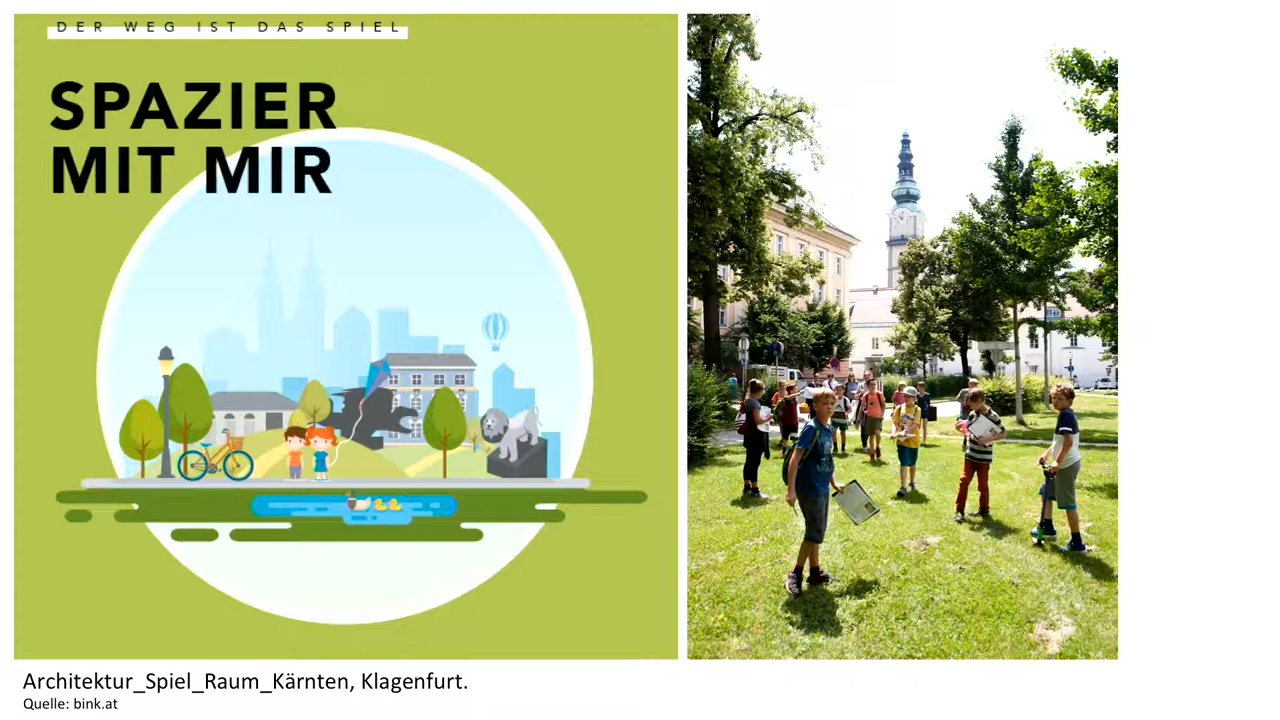 DER WEG IST DAS SPIEL
SPAZIER
MIT MIR
Architektur_Spiel_Raum_Kärnten, Klagenfurt.
Quelle: bink.at